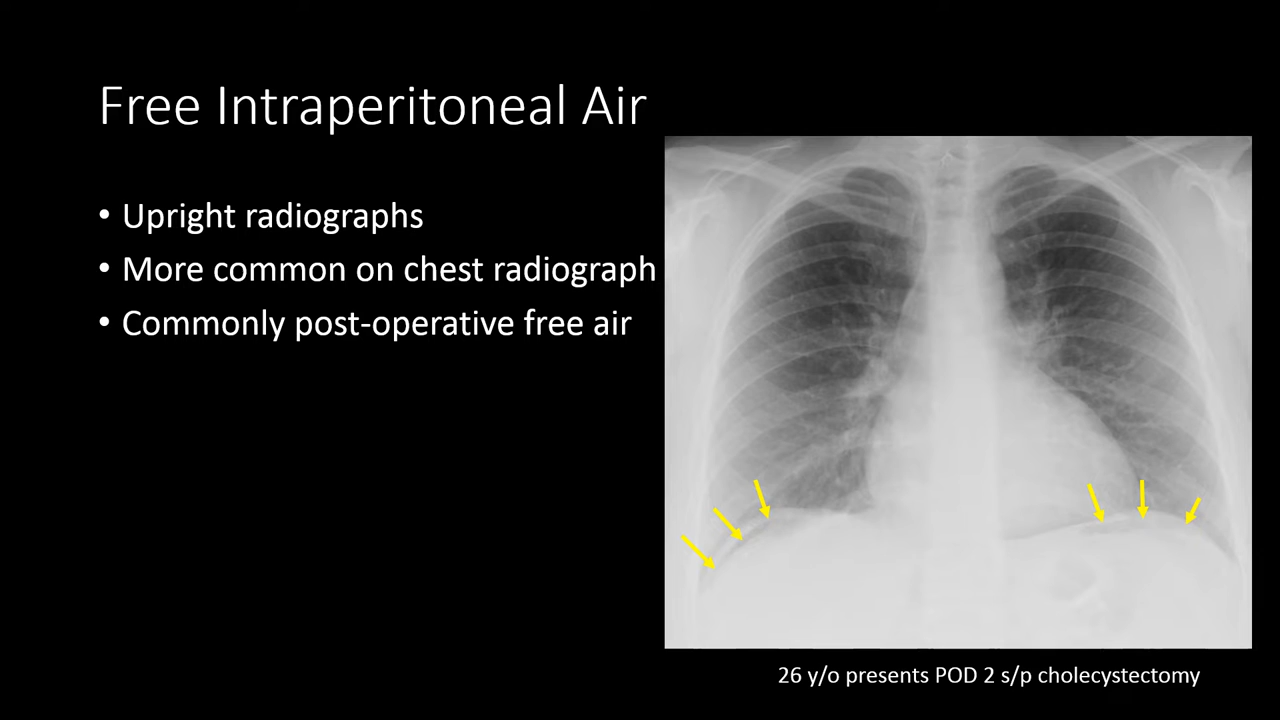 Free Intraperitoneal Air
• Upright radiographs
• More common on chest radiograph
• Commonly post-operative free air
26 y/o presents POD 2 s/p cholecystectomy